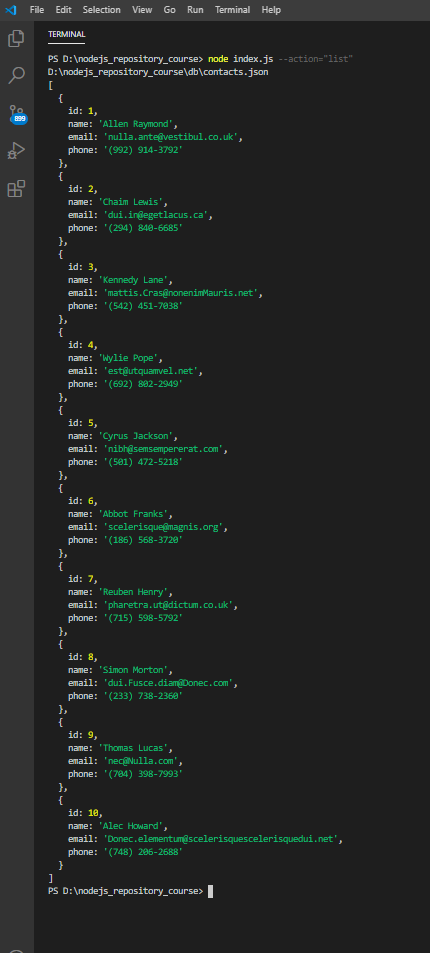 File Edit Selection View Go Run Terminal Help
TERMINAL
PS D:\nodejs_repository_course> node index.js --action="list"
D:\nodejs_repository_course\db\contacts.json
[
{
id: 1,
name: 'Allen Raymond',
email: 'nulla.ante@vestibul.co.uk',
phone: '(992) 914-3792'
},
{
id: 2,
name: 'Chaim Lewis',
email: 'dui.in@egetlacus.ca',
phone: '(294) 840-6685'
},
{
id: 3,
name: 'Kennedy Lane',
email: 'mattis.Cras@nonenimMauris.net',
phone: '(542) 451-7038'
},
{
id: 4,
name: 'Wylie Pope',
email: 'est@utquamvel.net',
phone: '(692) 802-2949'
},
{
id: 5,
name: 'Cyrus Jackson',
email: 'nibh@semsempererat.com',
phone: '(501) 472-5218'
},
{
id: 6,
name: 'Abbot Franks',
email: 'scelerisque@magnis.org',
phone: '(186) 568-3720'
},
{
id: 7,
name: 'Reuben Henry',
email: 'pharetra.ut@dictum.co.uk',
phone: '(715) 598-5792'
},
{
id: 8,
name: 'Simon Morton',
email: 'dui.Fusce.diam@Donec.com',
phone: '(233) 738-2360'
},
{
id: 9,
name: 'Thomas Lucas',
email: 'nec@Nulla.com',
phone: '(704) 398-7993'
},
{
id: 10,
name: 'Alec Howard',
email: 'Donec.elementum@scelerisquescelerisquedui.net',
phone: '(748) 206-2688'
}
]
PS D:\nodejs_repository_course>
899